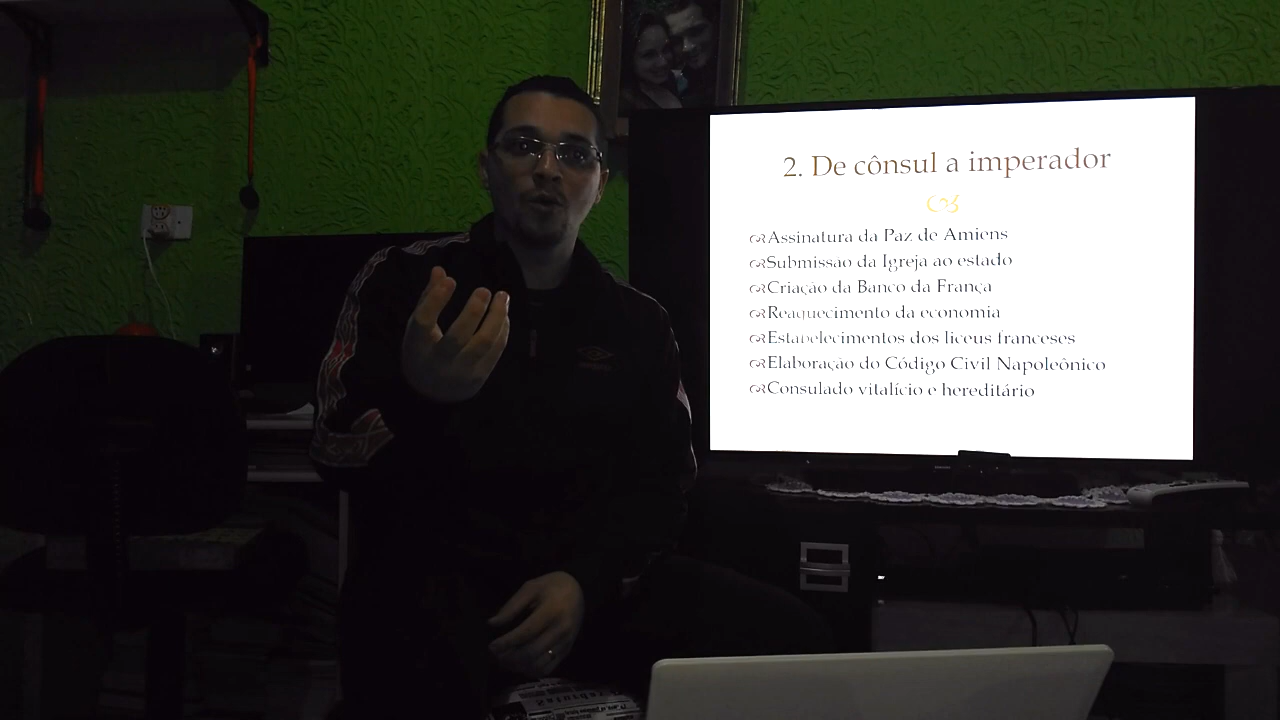 2. De cônsul a imperador
Assinatura da Paz de Amiens
Submissão da Igreja ao estado
Criação da Banco da França
Reaquecimento da economia
Estabelecimentos dos liceus franceses
Elaboração do Código Civil Napoleônico
Consulado vitalício e hereditário